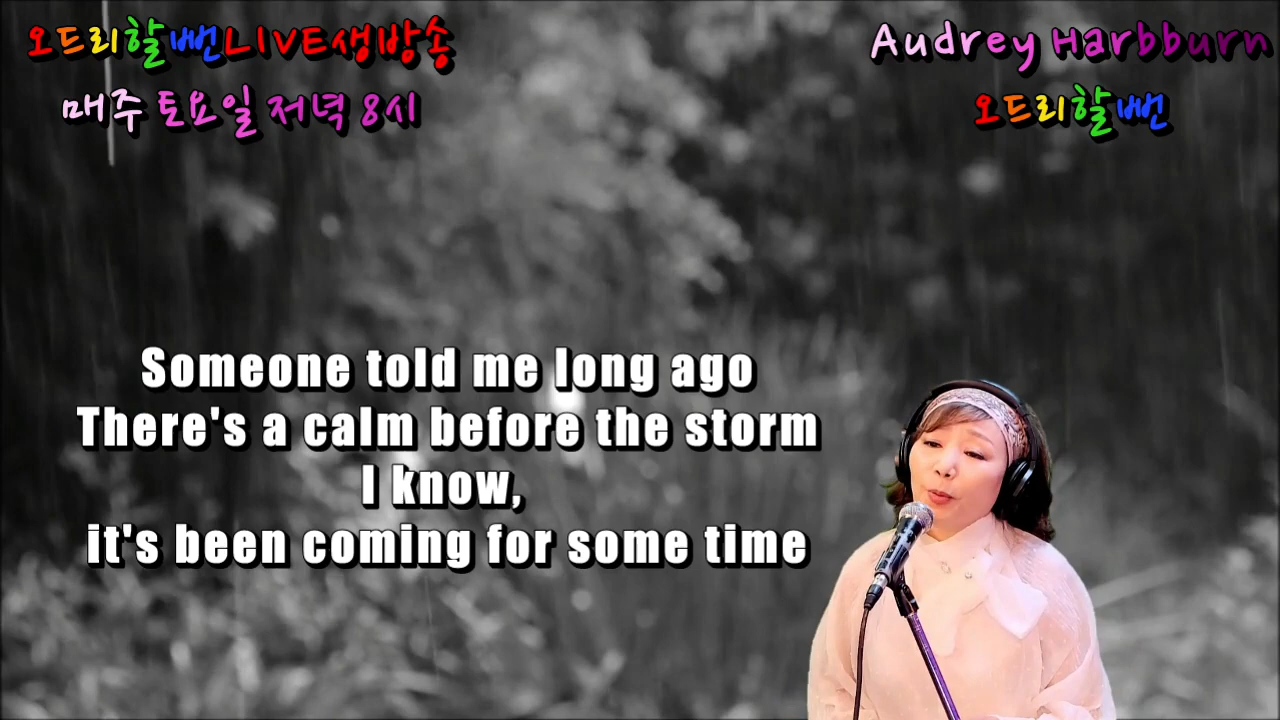 오드리할뻔LIVE생방송
매주 토요일 저녁 8시
Audrey Harbburn
오드리할뻔
Someone told me long ago
There's a calm before the storm
I know,
it's been coming for some time